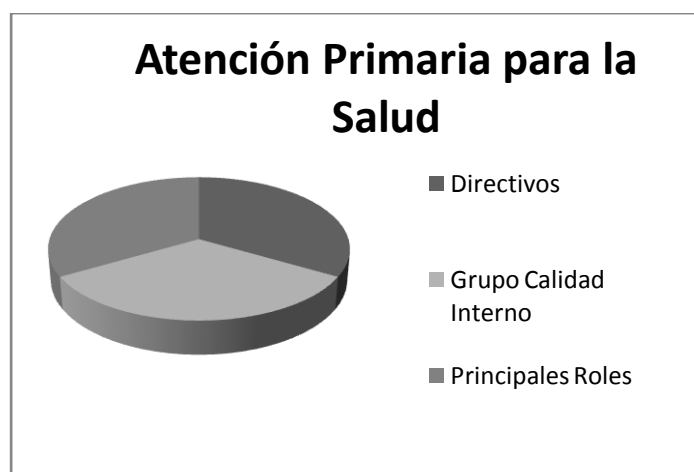 Atención Primaria para la
Salud
Directivos
Grupo Calidad
Interno
Principales Roles